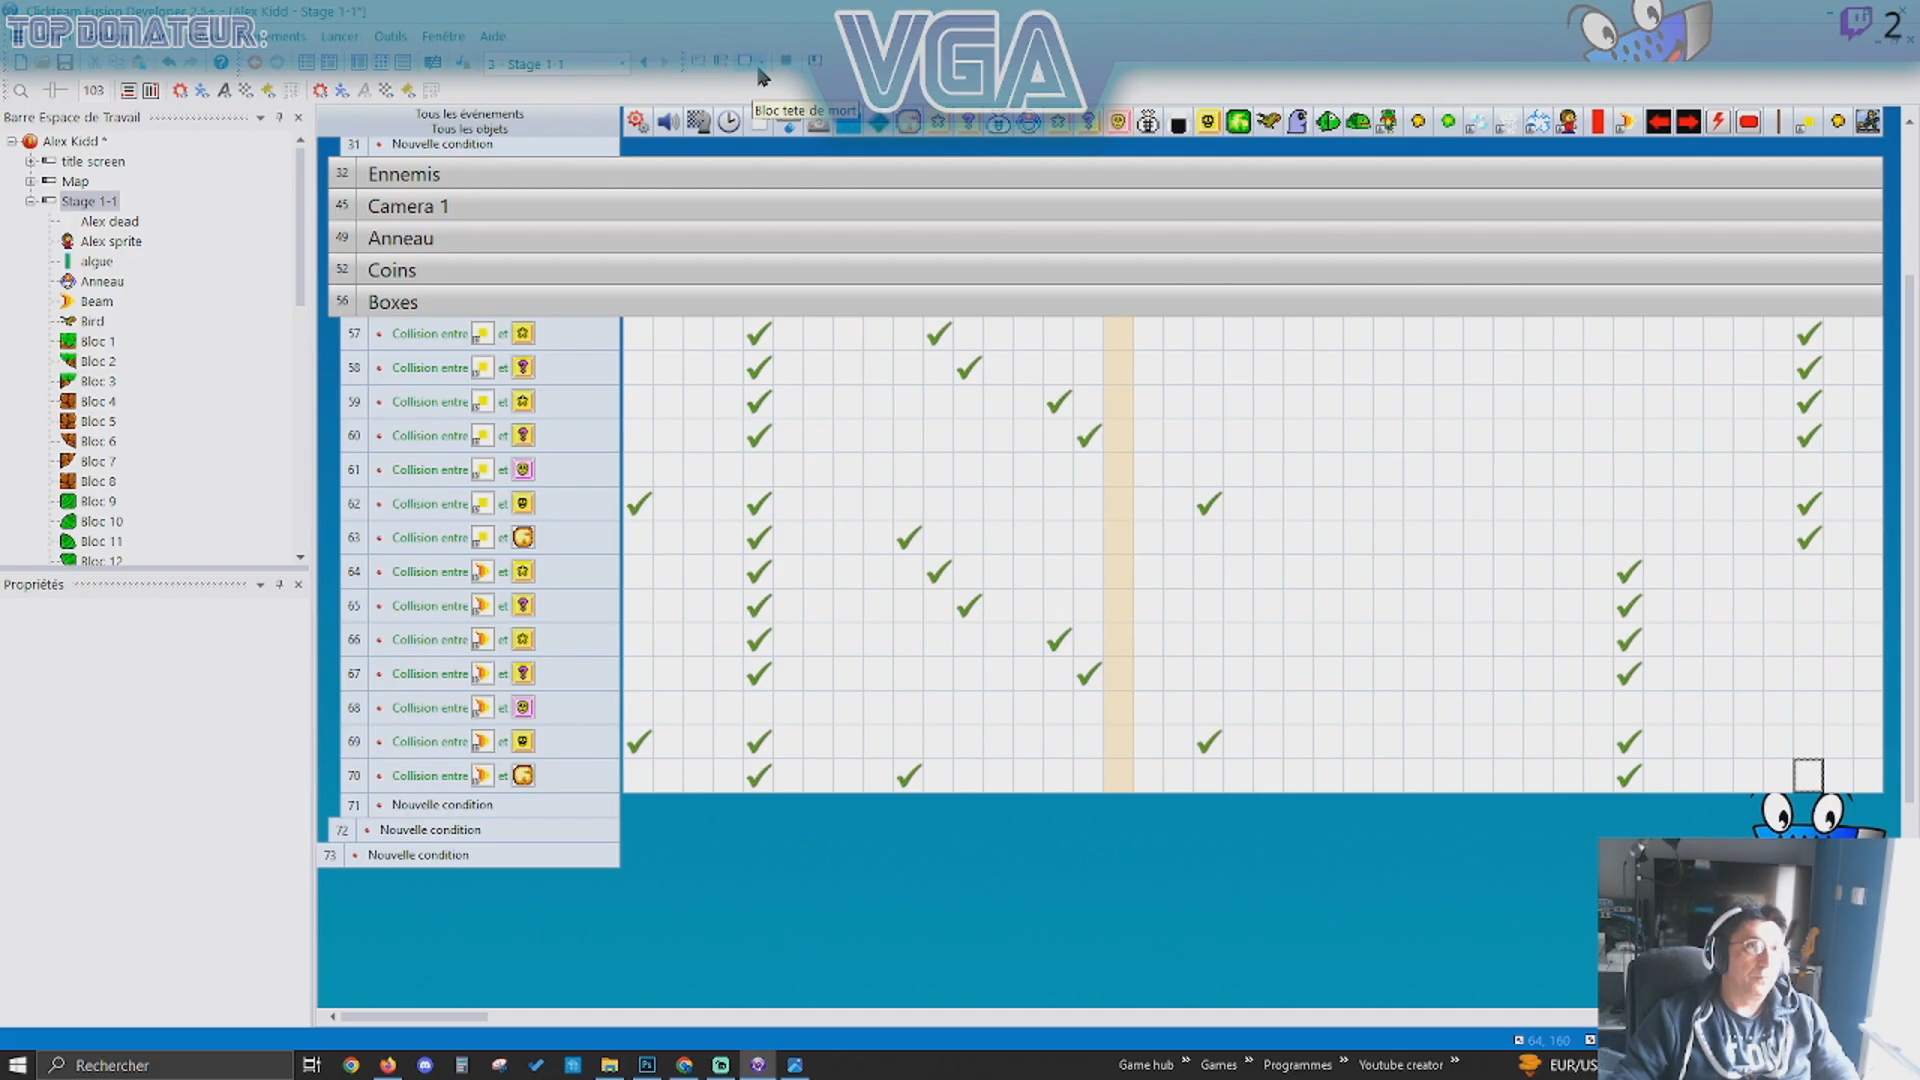 Clickteam Fusion Developer 2.5+ - [Alex Kidd - Stage 1-1*]
TOP DONATEUR:
VGA
2
Lancer Outils Fenêtre Aide
3 - Stage 1-1
103
Barre Espace de Travail
Alex Kidd *
title screen
Map
Stage 1-1
Alex dead
Alex sprite
algue
Anneau
Beam
Bird
Bloc 1
Bloc 2
Bloc 3
Bloc 4
Bloc 5
Bloc 6
Bloc 7
Bloc 8
Bloc 9
Bloc 10
Bloc 11
Bloc 12
Propriétés
Tous les événements
Tous les objets
Bloc tete de mort
31 Nouvelle condition
32 Ennemis
45 Camera 1
49 Anneau
52 Coins
56 Boxes
57 Collision entre et
58 Collision entre et
59 Collision entre et
60 Collision entre et
61 Collision entre et
62 Collision entre et
63 Collision entre et
64 Collision entre et
65 Collision entre et
66 Collision entre et
67 Collision entre et
68 Collision entre et
69 Collision entre et
70 Collision entre et
71 Nouvelle condition
72 Nouvelle condition
73 Nouvelle condition
64, 160
Rechercher
Game hub Games Programmes Youtube creator EUR/US